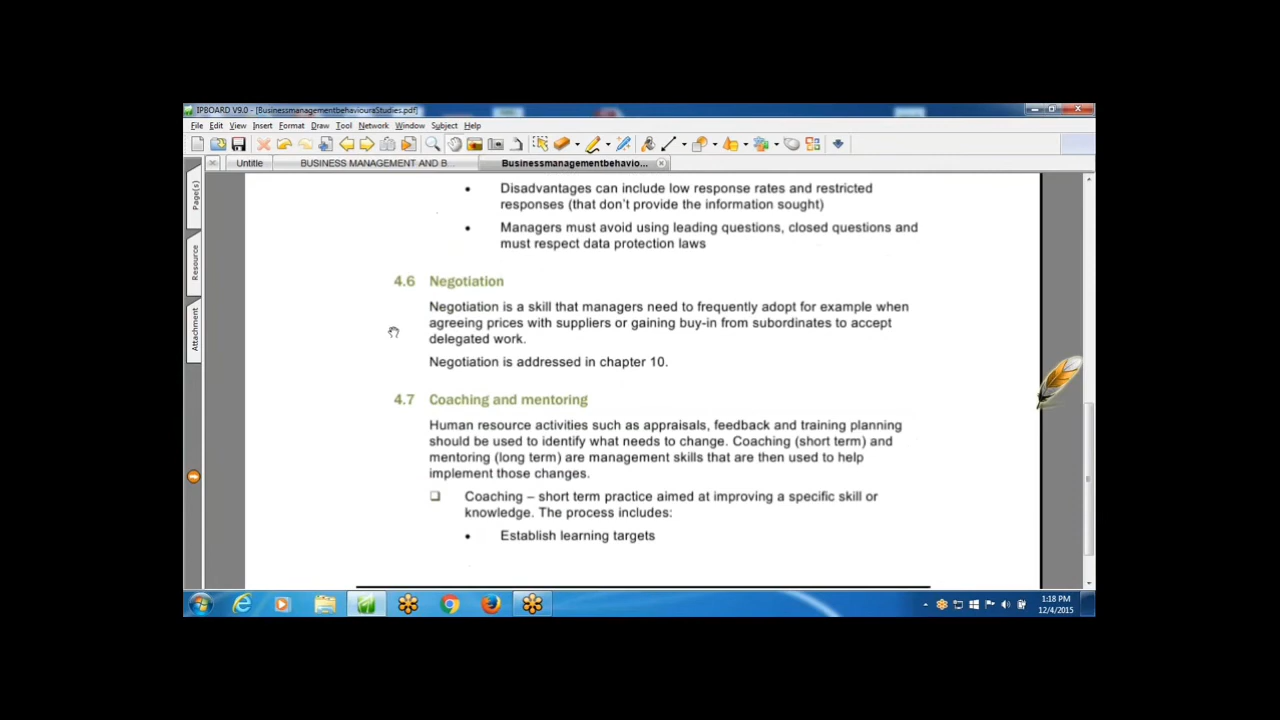 IPBOARD V9.0 - [BusinessmanagementbehaviouraStudies.pdf]
File Edit View Insert Format Draw Tool Network Window Subject Help
Untitle BUSINESS MANAGEMENT AND B... Businessmanagementbehavio...
Page(s)
Resource
Attachment
• Disadvantages can include low response rates and restricted
responses (that don't provide the information sought)
• Managers must avoid using leading questions, closed questions and
must respect data protection laws
4.6 Negotiation
Negotiation is a skill that managers need to frequently adopt for example when
agreeing prices with suppliers or gaining buy-in from subordinates to accept
delegated work.
Negotiation is addressed in chapter 10.
4.7 Coaching and mentoring
Human resource activities such as appraisals, feedback and training planning
should be used to identify what needs to change. Coaching (short term) and
mentoring (long term) are management skills that are then used to help
implement those changes.
❑ Coaching – short term practice aimed at improving a specific skill or
knowledge. The process includes:
• Establish learning targets
1:18 PM
12/4/2015